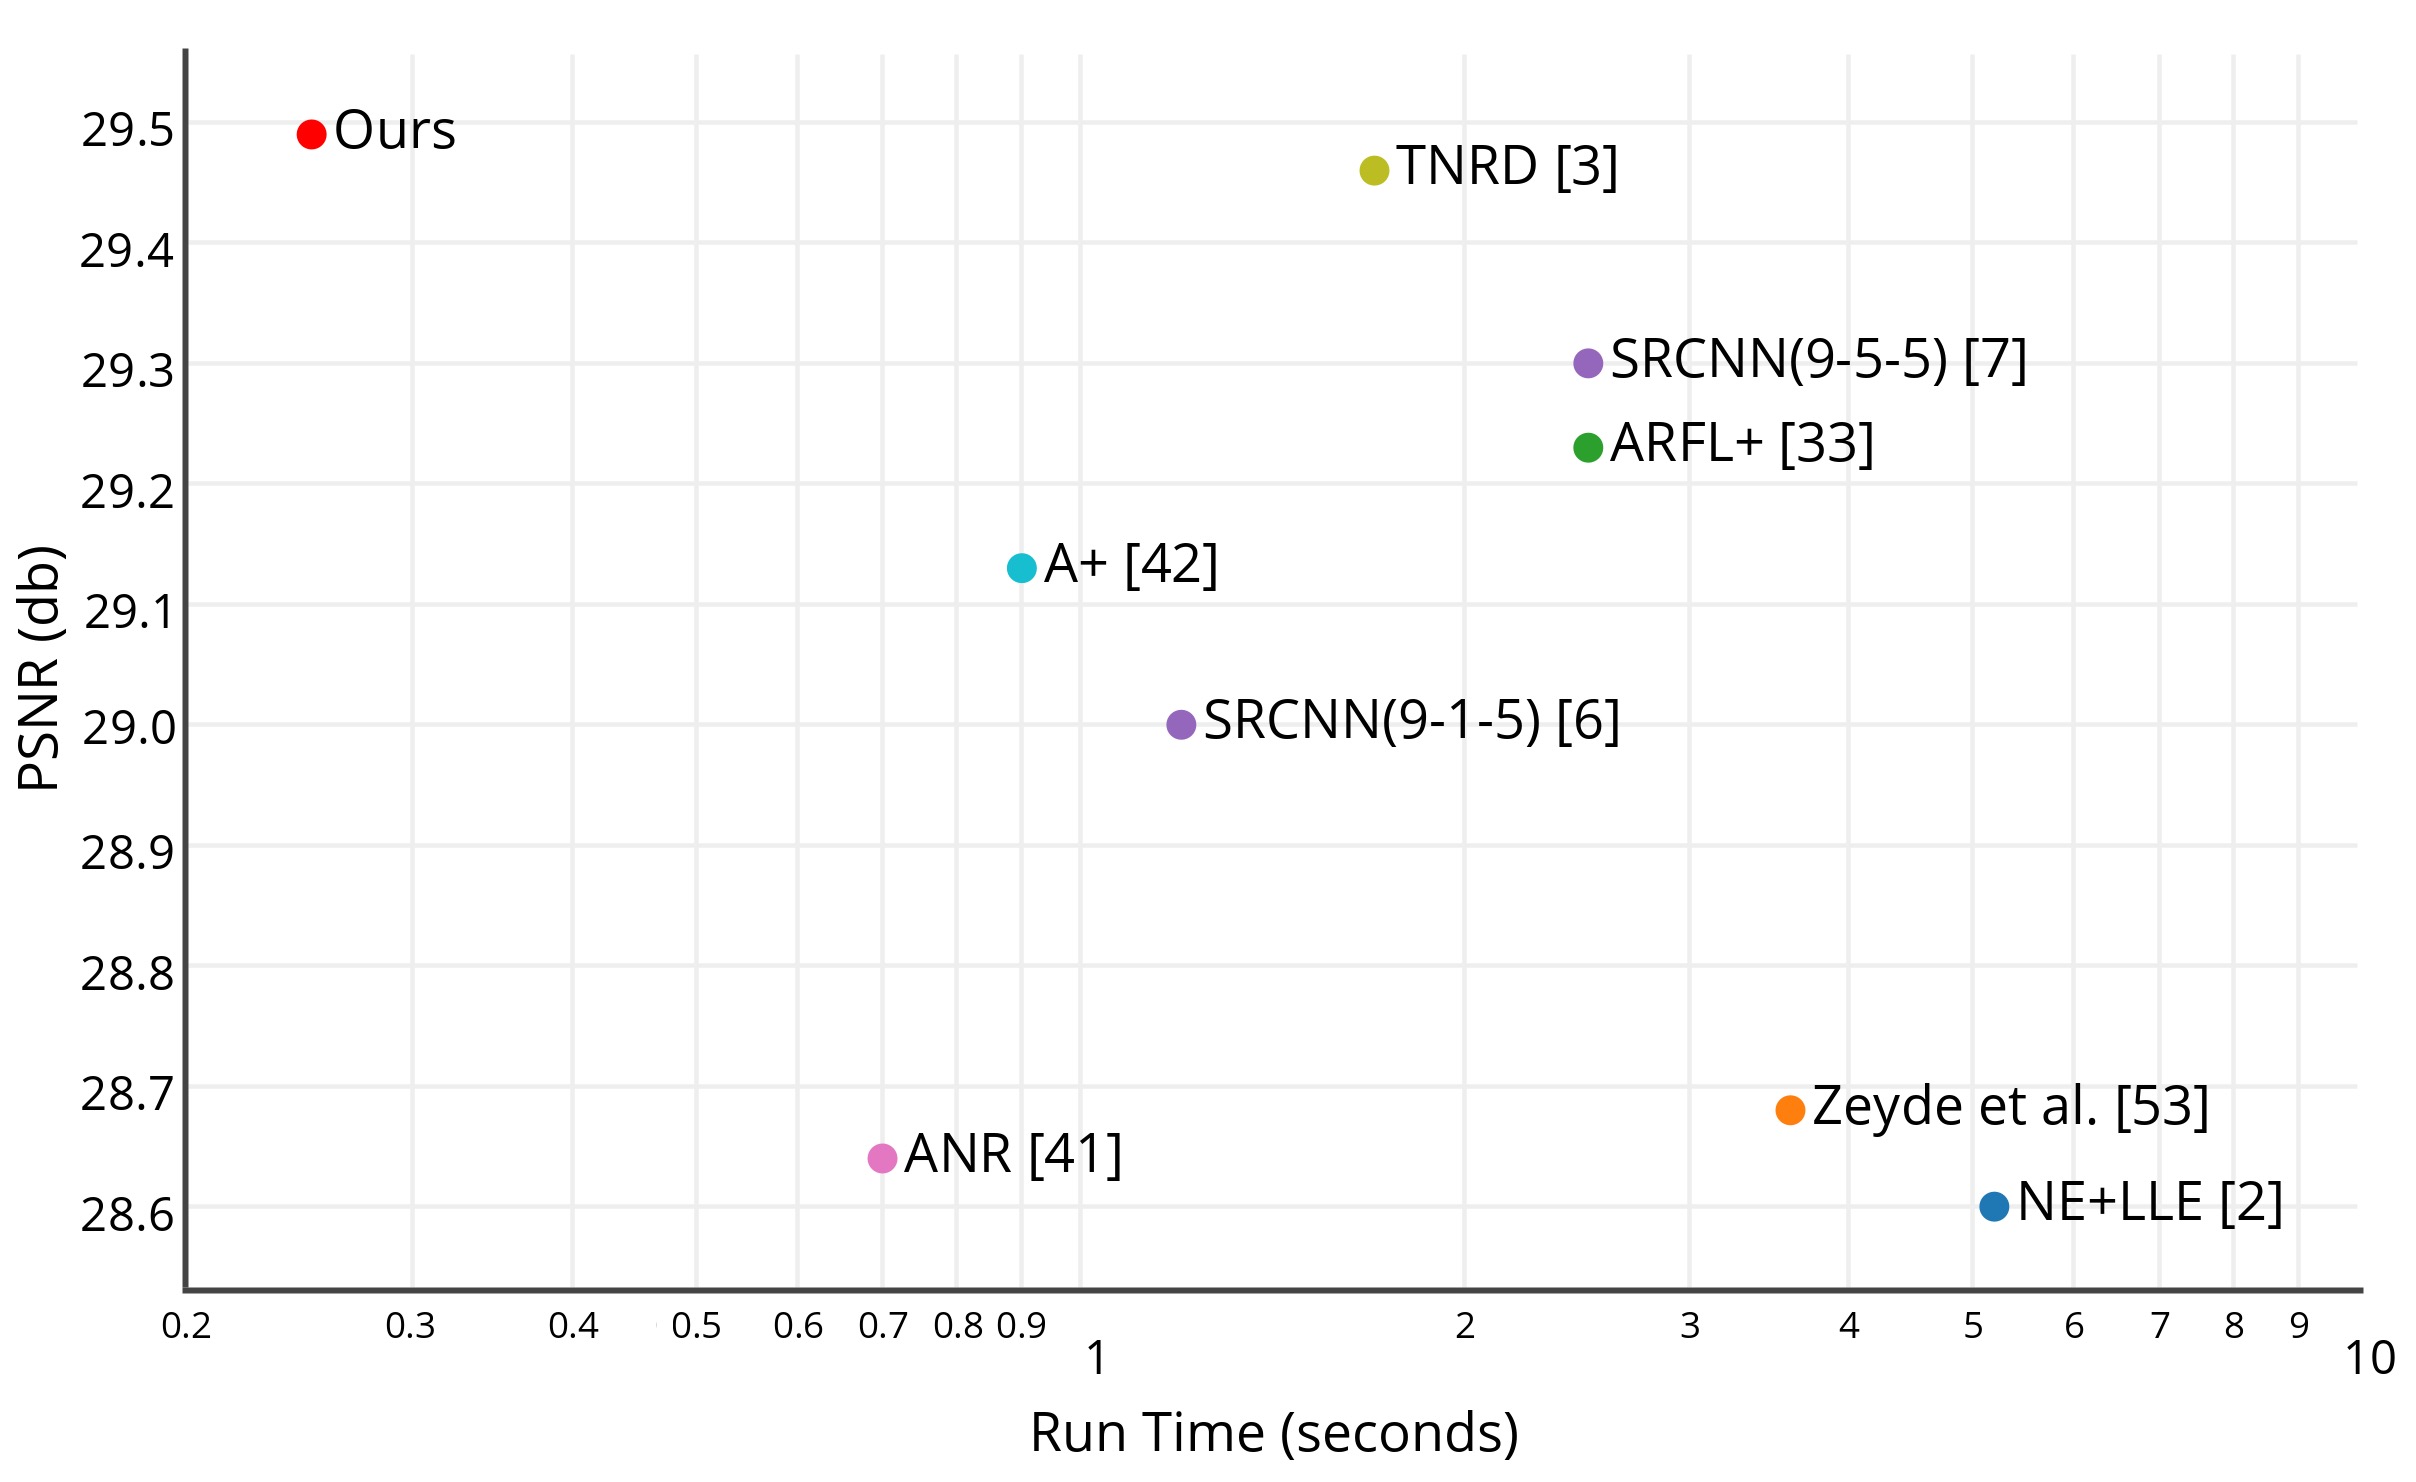 29.5
Ours
TNRD [3]
29.4
29.3
SRCNN(9-5-5) [7]
ARFL+ [33]
29.2
A+ [42]
29.1
PSNR (db)
29.0
SRCNN(9-1-5) [6]
28.9
28.8
28.7
Zeyde et al. [53]
ANR [41]
28.6
NE+LLE [2]
0.2 0.3 0.4 0.5 0.6 0.7 0.8 0.9 2 3 4 5 6 7 8 9
1 10
Run Time (seconds)